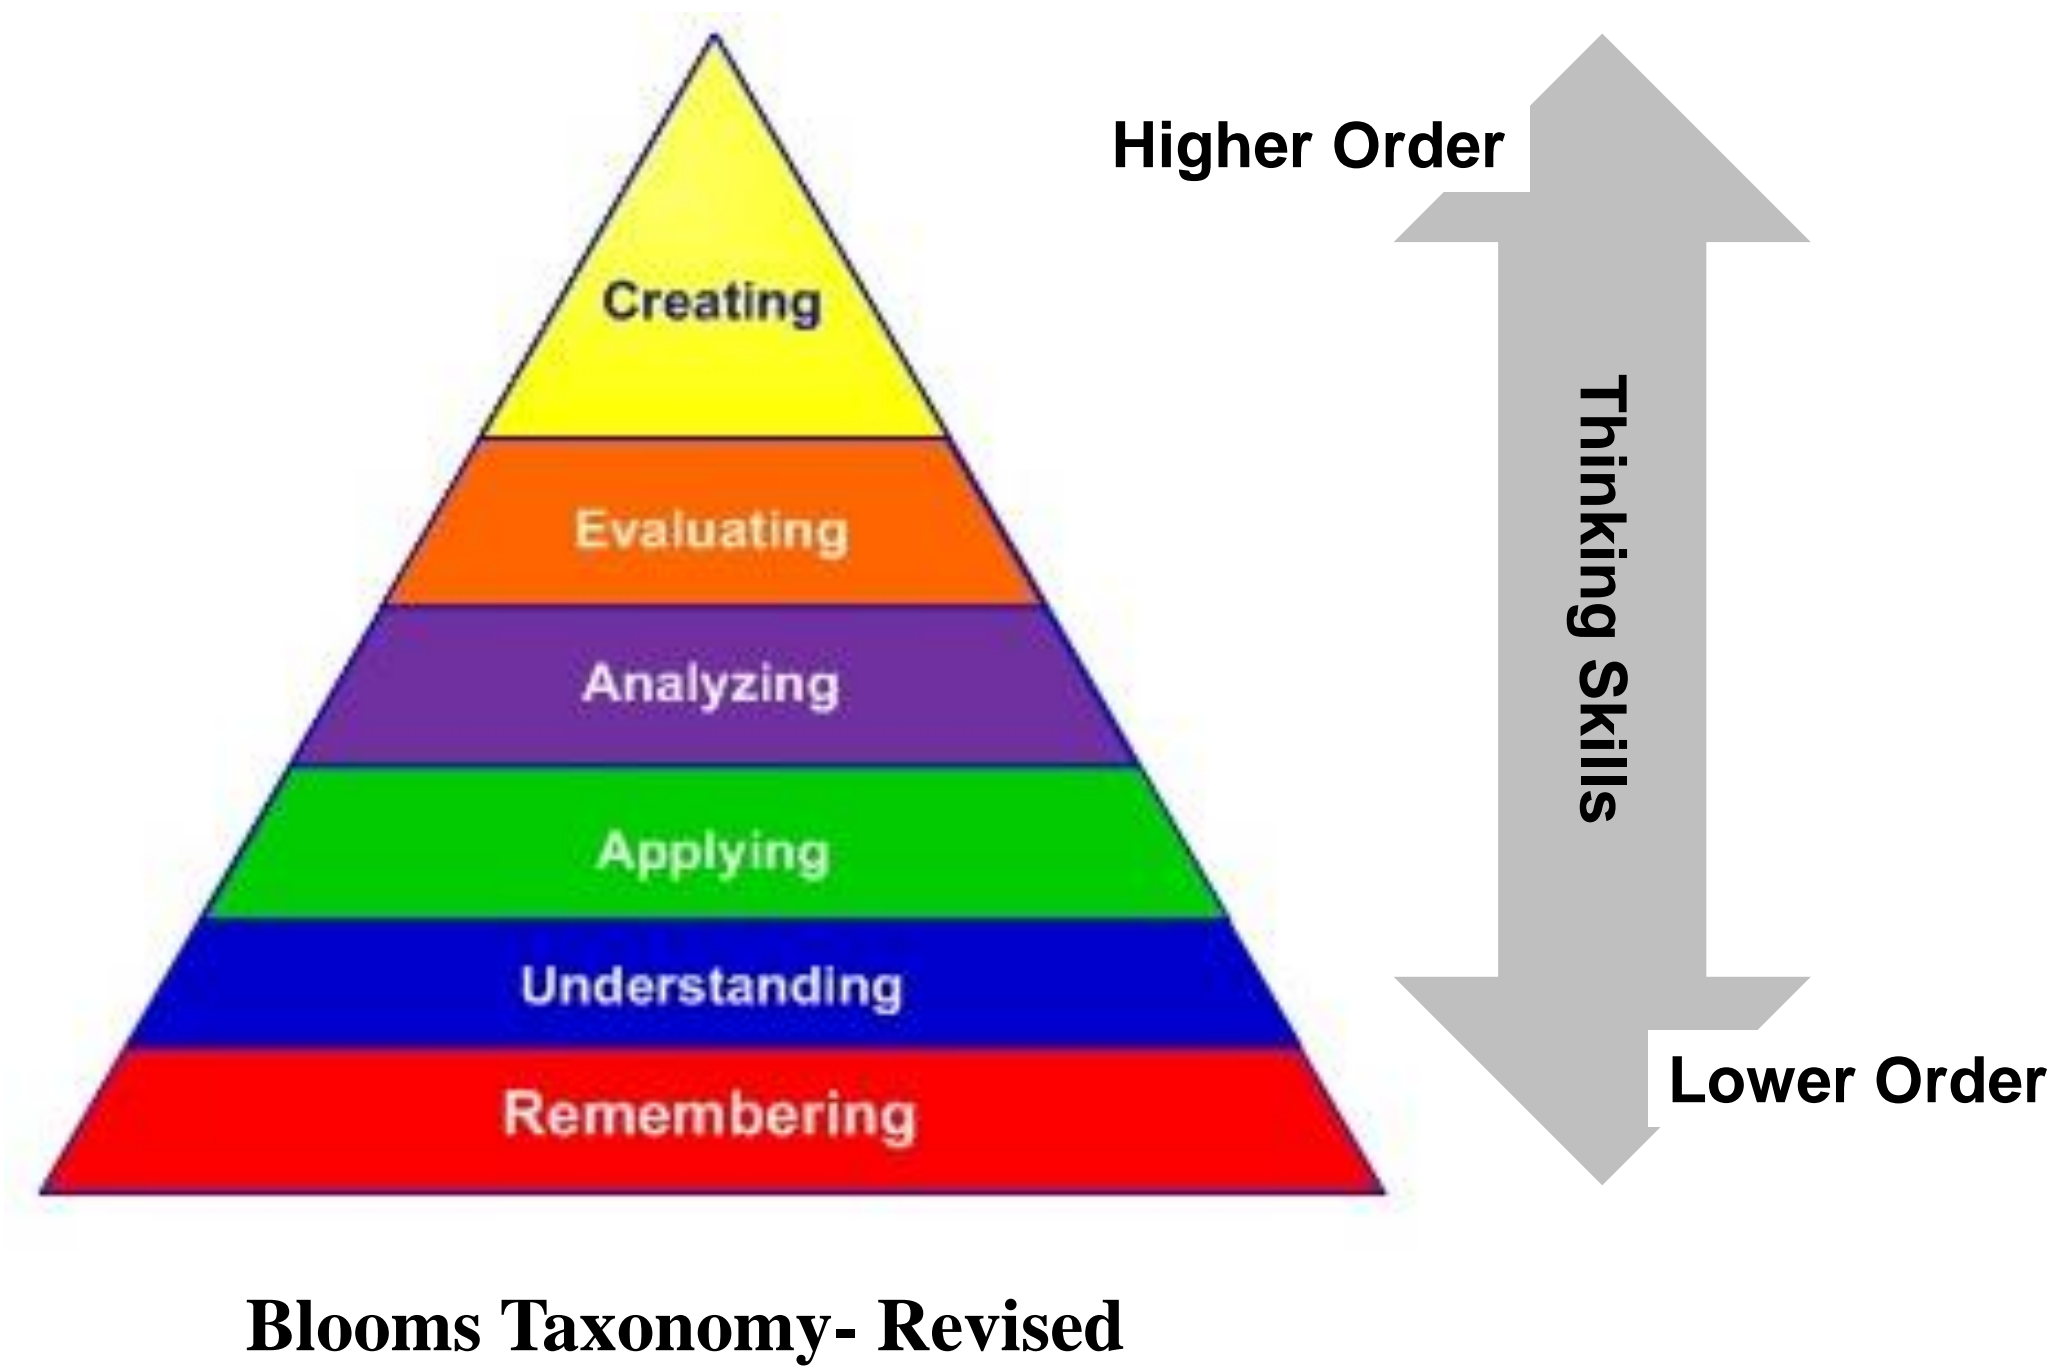 Higher Order
Creating
Evaluating
Analyzing
Thinking Skills
Applying
Understanding
Lower Order
Remembering
Blooms Taxonomy- Revised